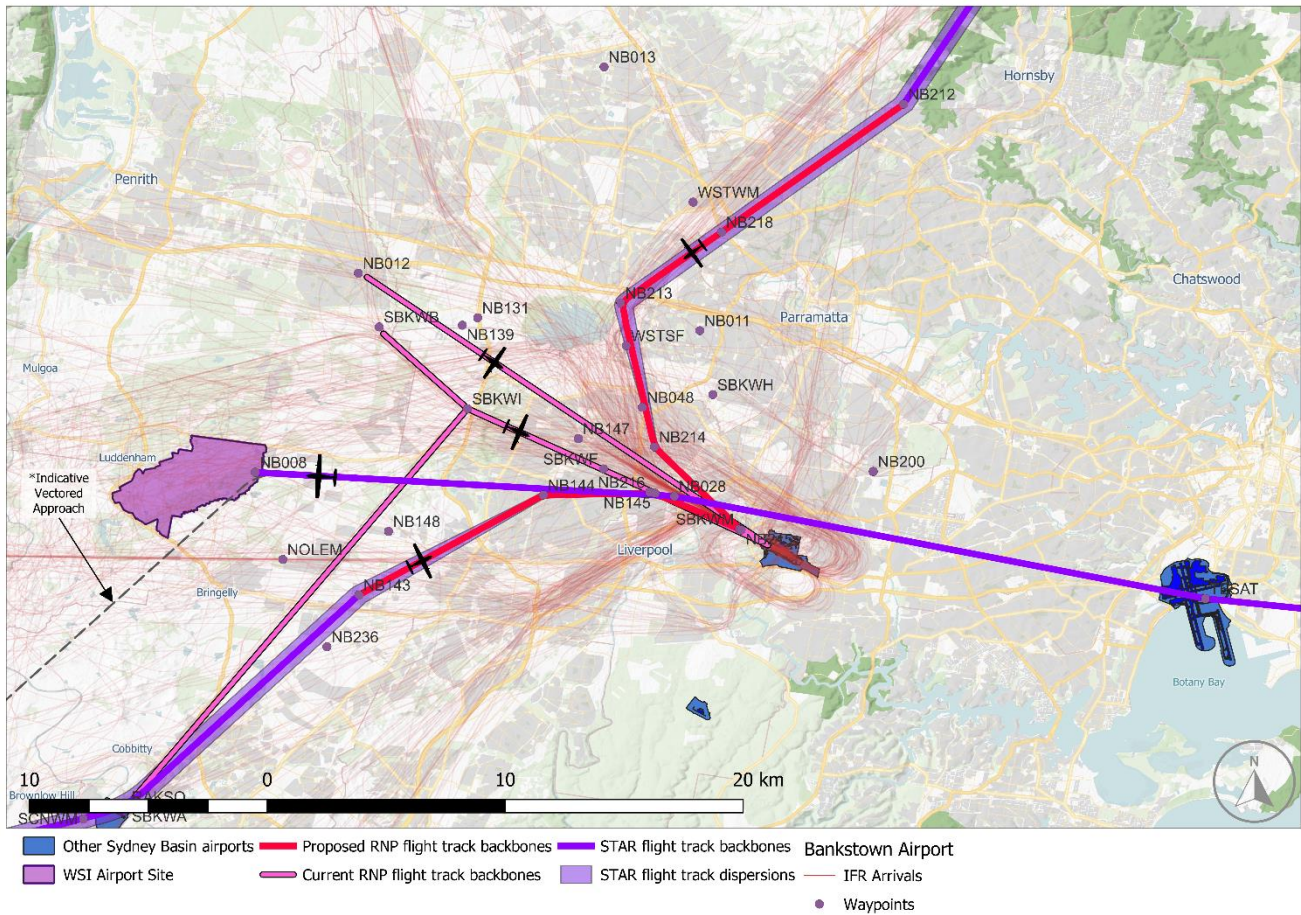 NB013
Hornsby
NB212
Penrith
WSTWM
NB218
NB012
Chatswood
NB213
NB131
SBKWB
NB139
NB011
Parramatta
WSTSF
Mulgoa
SBKWI
SBKWH
NB048
NB147
NB214
Luddenham
NB008
SBKWF
NB200
*Indicative
Vectored
Approach
NB144
NB216
NB028
NB145
NB148
SBKWM
NOLEM
Liverpool
Bringelly
NB143
NB236
Botany Bay
Cobbitty
N
10 0 10 20 km
Brownlow Hill
SCNWM
SBKWA
Other Sydney Basin airports
Proposed RNP flight track backbones
STAR flight track backbones
Bankstown Airport
WSI Airport Site
Current RNP flight track backbones
STAR flight track dispersions
IFR Arrivals
Waypoints